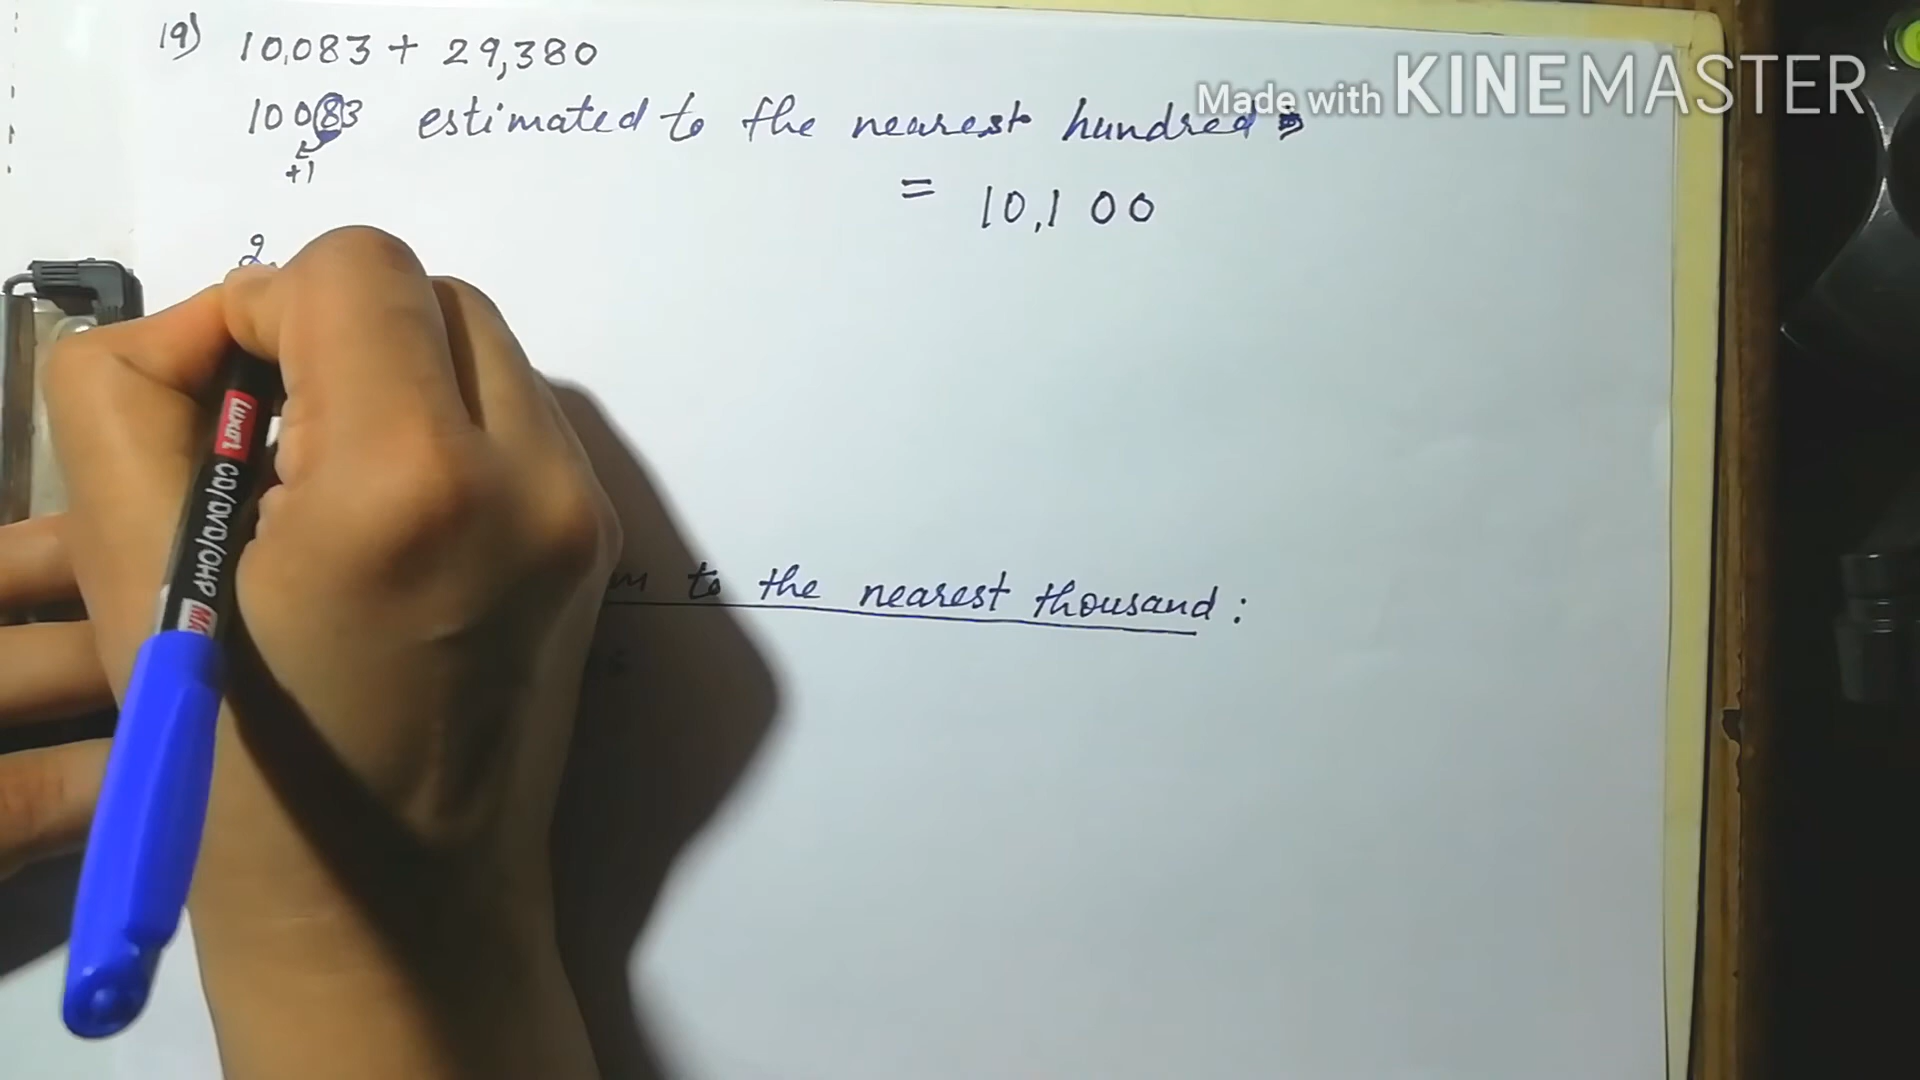 19) 10,083 + 29,380
Made with KINEMASTER
10083 estimated to the nearest hundred
+1
= 10,100
2
to the nearest thousand :
LUXOR CD/DVD/OHP